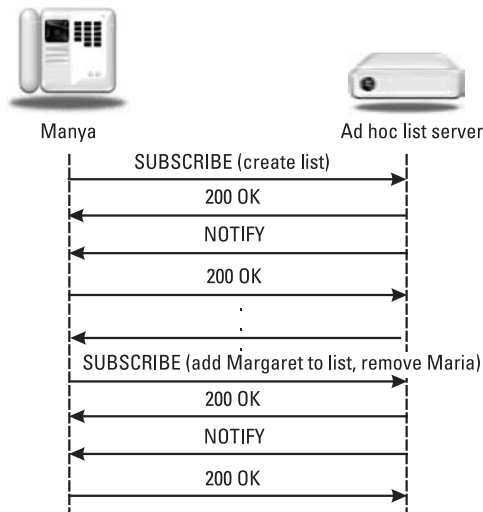 Manya
Ad hoc list server
SUBSCRIBE (create list)
200 OK
NOTIFY
200 OK
.
.
.
SUBSCRIBE (add Margaret to list, remove Maria)
200 OK
NOTIFY
200 OK